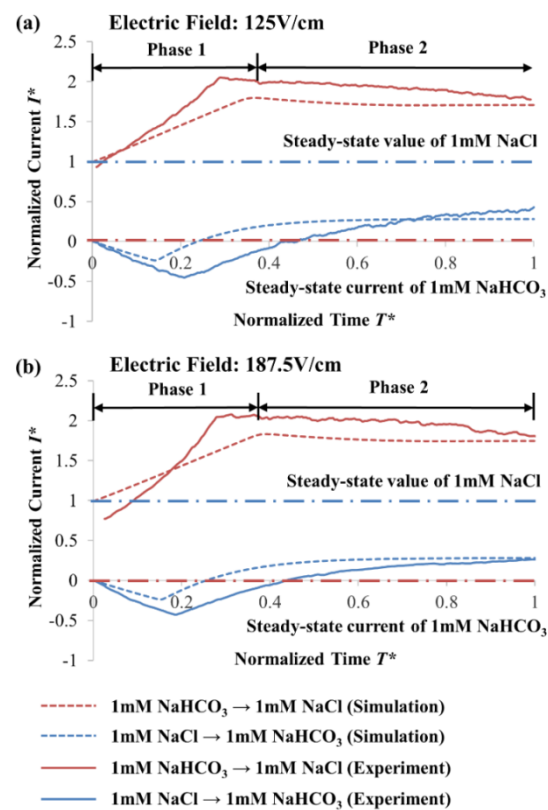 (a) Electric Field: 125V/cm
Phase 1 Phase 2
Normalized Current I*
2.5
2
1.5
1
0.5
0
-0.5
-1
Steady-state value of 1mM NaCl
0 0.2 0.4 0.6 0.8 1
Steady-state current of 1mM NaHCO₃
Normalized Time T*
(b) Electric Field: 187.5V/cm
Phase 1 Phase 2
Normalized Current I*
2.5
2
1.5
1
0.5
0
-0.5
-1
Steady-state value of 1mM NaCl
0 0.2 0.4 0.6 0.8 1
Steady-state current of 1mM NaHCO₃
Normalized Time T*
1mM NaHCO₃ → 1mM NaCl (Simulation)
1mM NaCl → 1mM NaHCO₃ (Simulation)
1mM NaHCO₃ → 1mM NaCl (Experiment)
1mM NaCl → 1mM NaHCO₃ (Experiment)